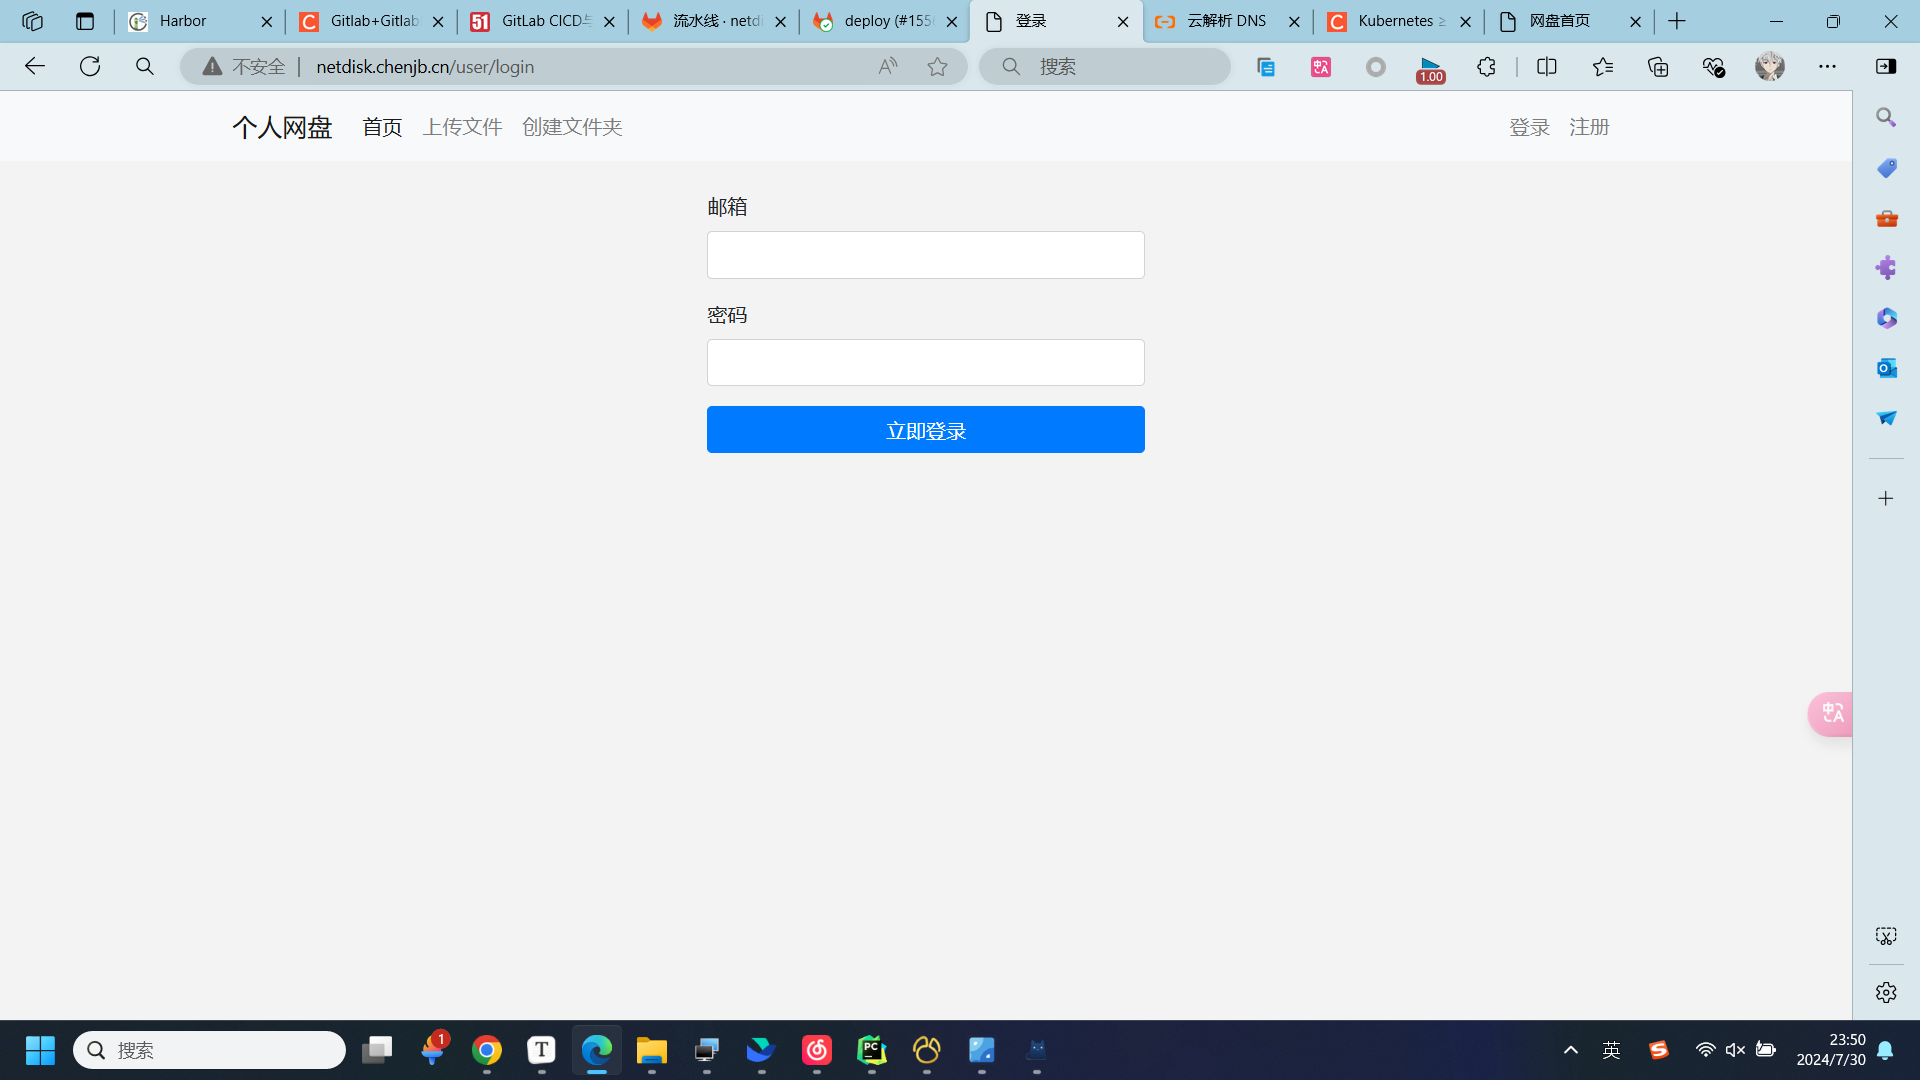 Harbor
Gitlab+Gitlab
GitLab CICD与
流水线 · netdi
deploy (#155
登录
云解析 DNS
Kubernetes
网盘首页
不安全
netdisk.chenjb.cn/user/login
搜索
1.00
个人网盘
首页
上传文件
创建文件夹
登录
注册
邮箱
密码
立即登录
搜索
1
英
23:50
2024/7/30